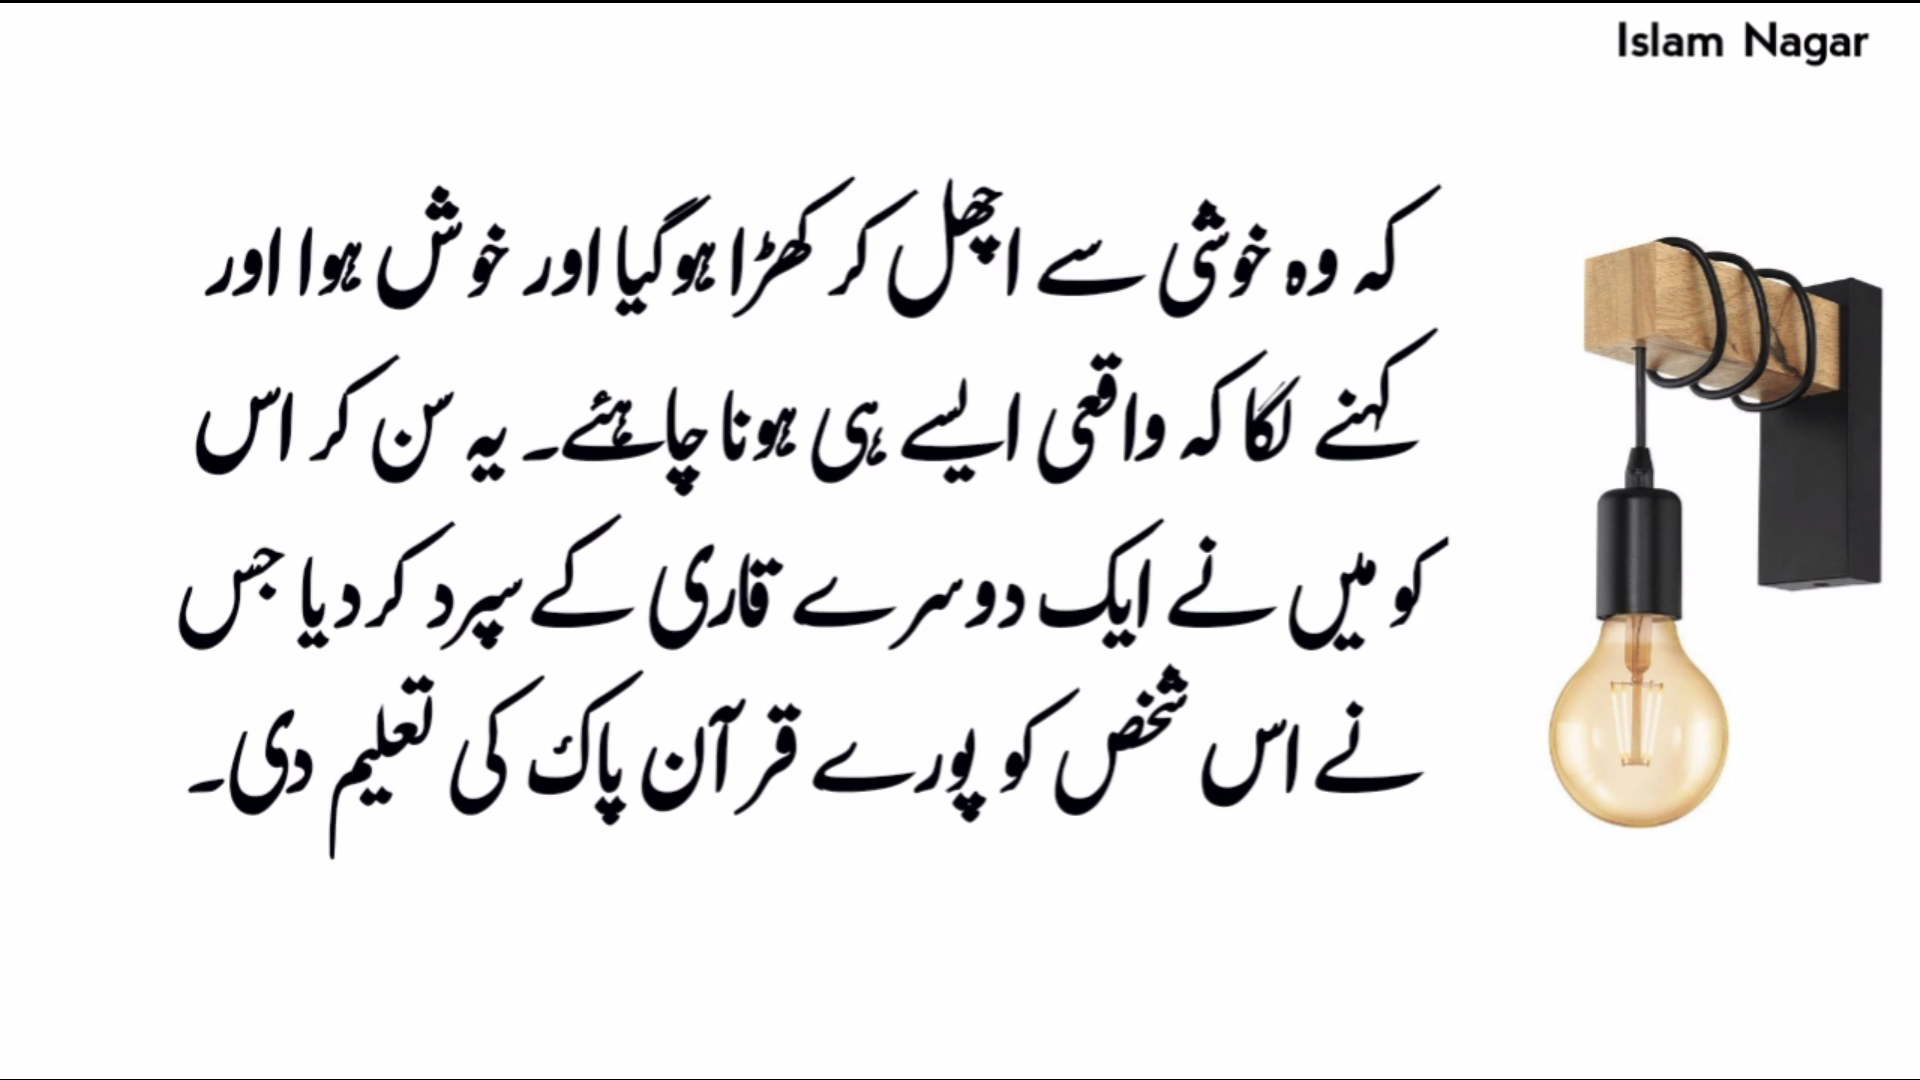 Islam Nagar
کہ وہ خوشی سے اچھل کر کھڑا ہوگیا اور خوش ہوا اور
کہنے لگا کہ واقعی ایسے ہی ہونا چاہئے۔ یہ سن کر اس
کو میں نے ایک دوسرے قاری کے سپرد کردیا جس
نے اس شخص کو پورے قرآن پاک کی تعلیم دی۔